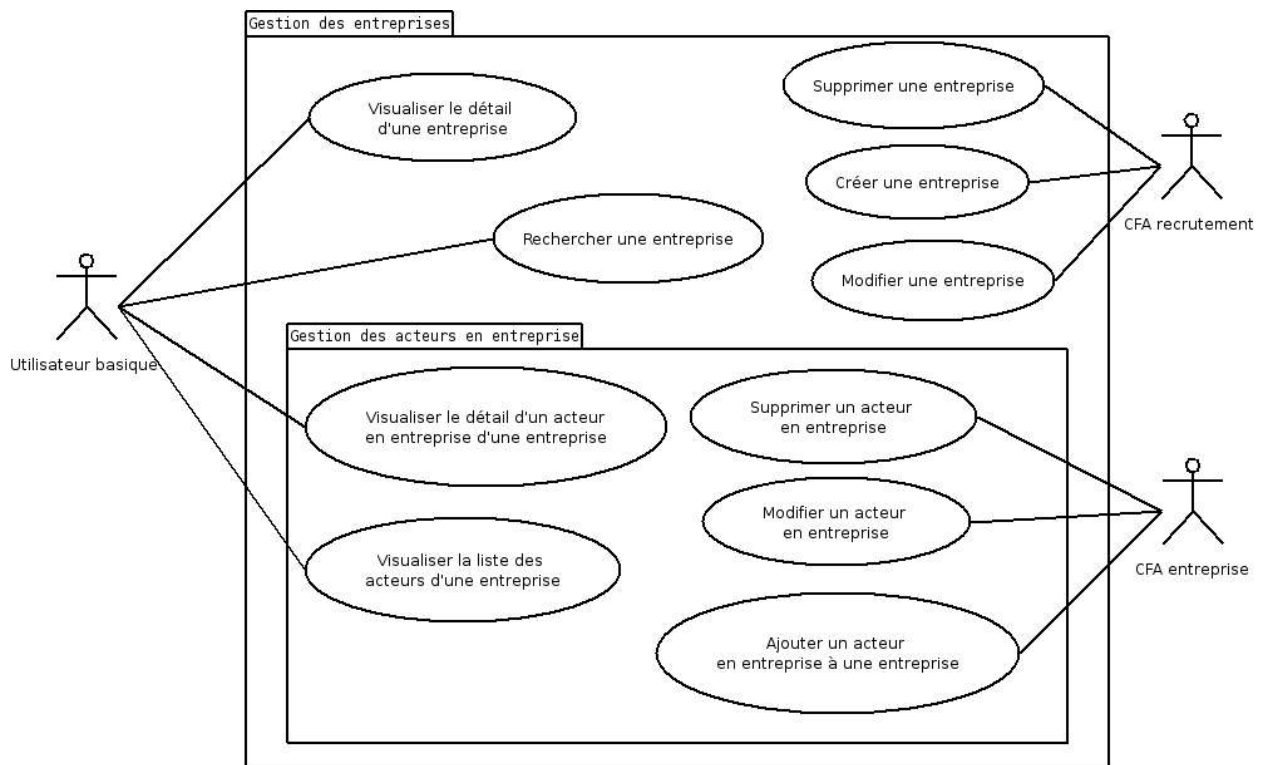 Gestion des entreprises
Visualiser le détail
d'une entreprise
Supprimer une entreprise
Créer une entreprise
CFA recrutement
Rechercher une entreprise
Modifier une entreprise
Utilisateur basique
Gestion des acteurs en entreprise
Visualiser le détail d'un acteur
en entreprise d'une entreprise
Supprimer un acteur
en entreprise
Modifier un acteur
en entreprise
CFA entreprise
Visualiser la liste des
acteurs d'une entreprise
Ajouter un acteur
en entreprise à une entreprise